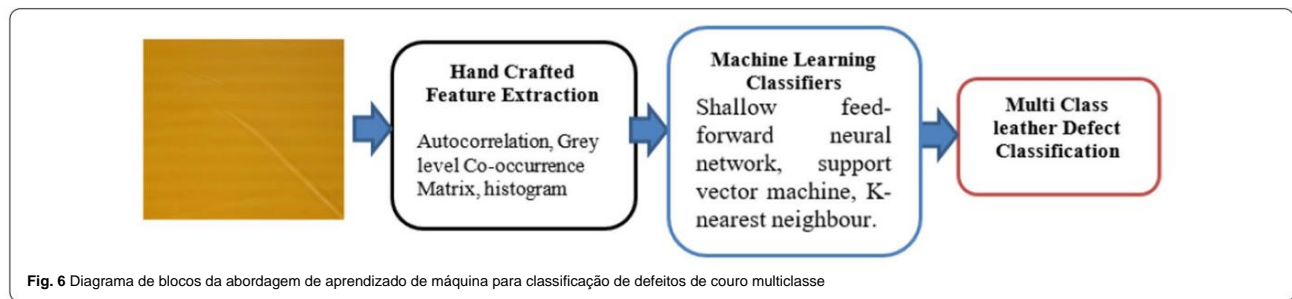 Hand Crafted
Feature Extraction
Autocorrelation, Grey
level Co-occurrence
Matrix, histogram
Machine Learning
Classifiers
Shallow feed-
forward neural
network, support
vector machine, K-
nearest neighbour.
Multi Class
leather Defect
Classification
Fig. 6 Diagrama de blocos da abordagem de aprendizado de máquina para classificação de defeitos de couro multiclasse